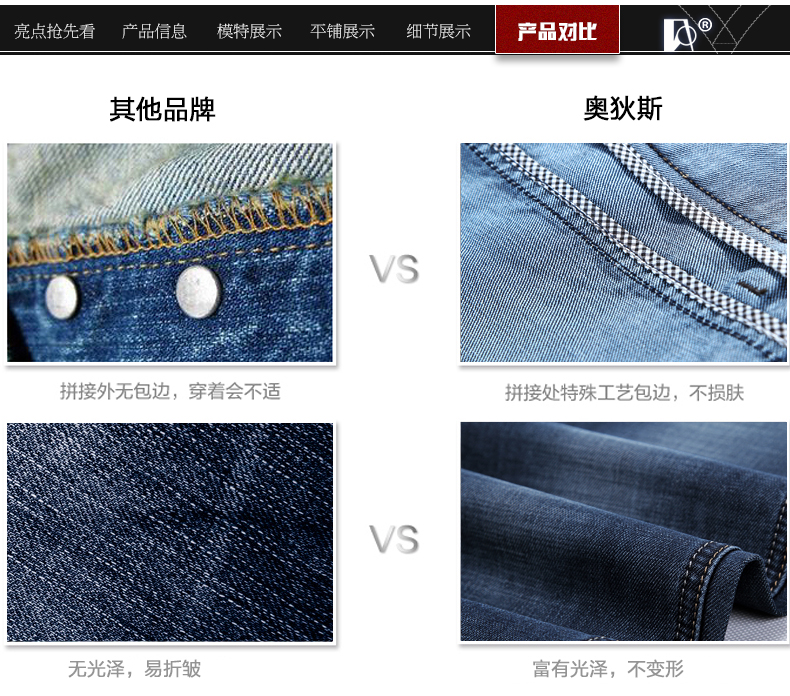 亮点抢先看 产品信息 模特展示 平铺展示 细节展示 产品对比 ®
其他品牌 奥狄斯
VS
拼接外无包边，穿着会不适 拼接处特殊工艺包边，不损肤
VS
无光泽，易折皱 富有光泽，不变形